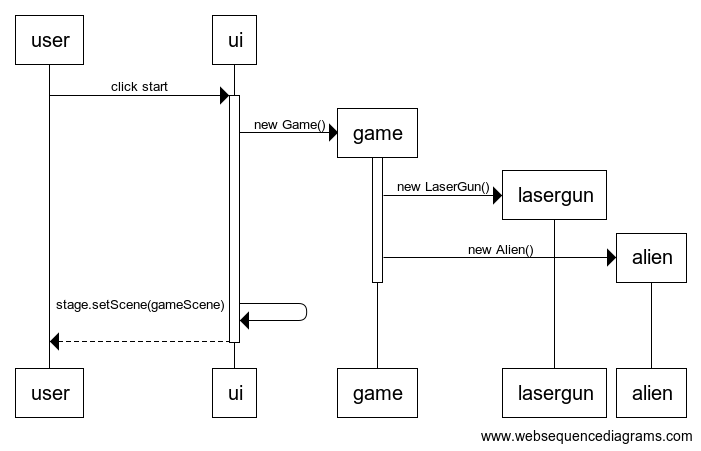 user
ui
click start
new Game()
game
new LaserGun()
lasergun
new Alien()
alien
stage.setScene(gameScene)
user
ui
game
lasergun
alien
www.websequencediagrams.com